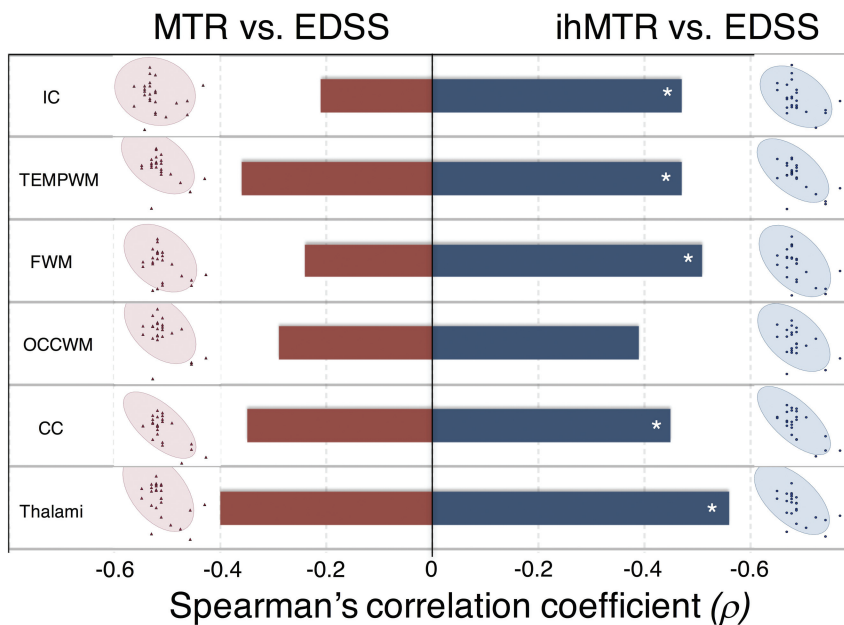 MTR vs. EDSS
ihMTR vs. EDSS
IC
*
TEMPWM
*
FWM
*
OCCWM
CC
*
Thalami
*
-0.6 -0.4 -0.2 0 -0.2 -0.4 -0.6
Spearman’s correlation coefficient (ρ)